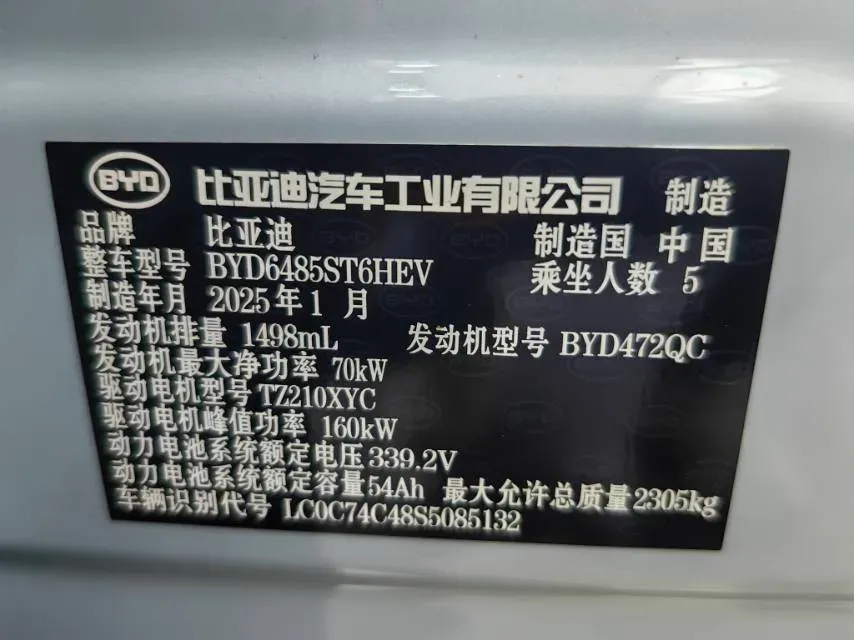 BYD 比亚迪汽车工业有限公司 制造
品牌 比亚迪 制造国 中国
整车型号 BYD6485ST6HEV 乘坐人数 5
制造年月 2025年1月
发动机排量 1498mL 发动机型号 BYD472QC
发动机最大净功率 70kW
驱动电机型号 TZ210XYC
驱动电机峰值功率 160kW
动力电池系统额定电压 339.2V
动力电池系统额定容量 54Ah 最大允许总质量 2305kg
车辆识别代号 LC0C74C48S5085132